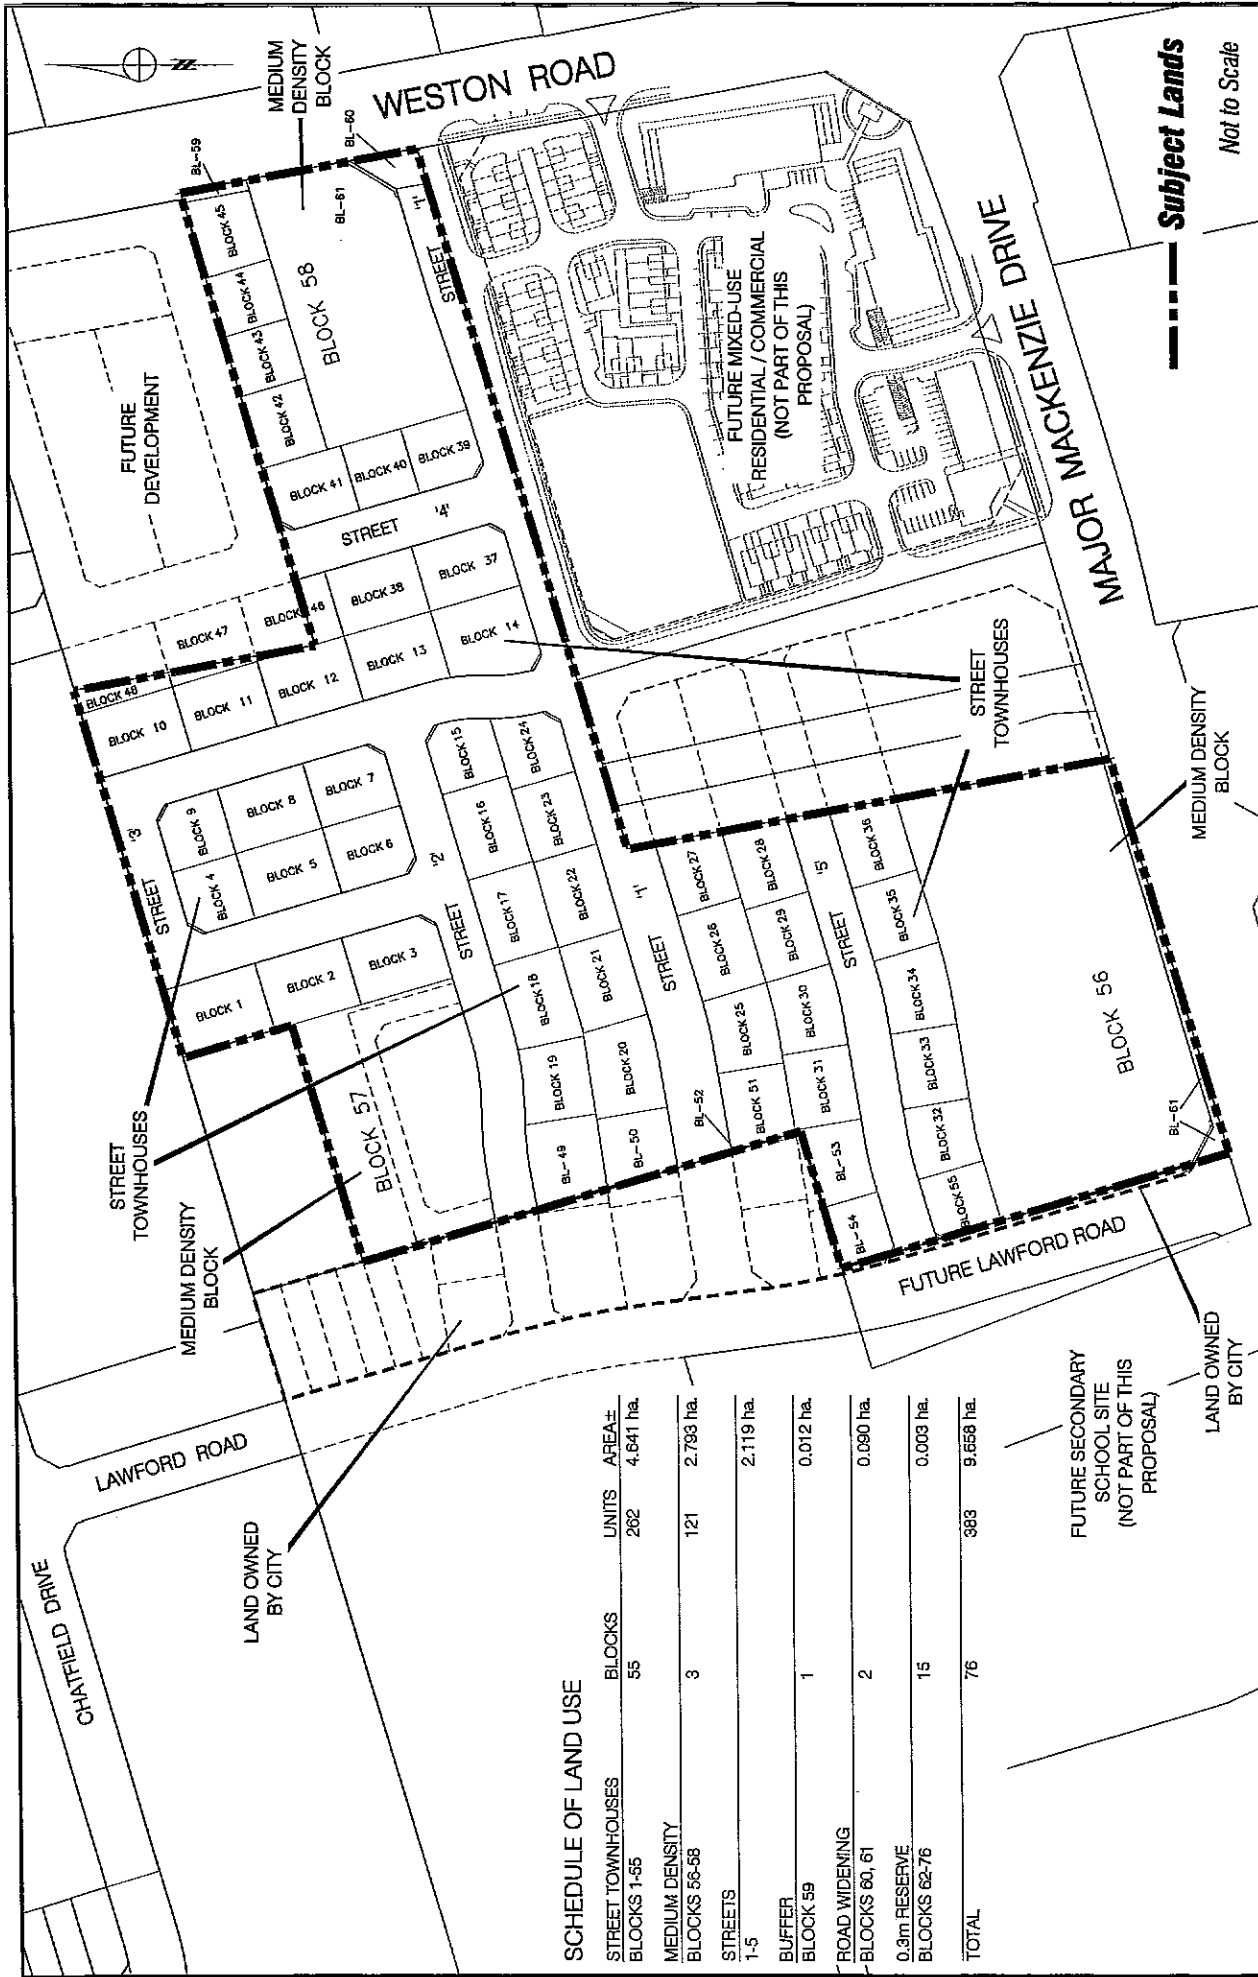 CHATFIELD DRIVE
LAWFORD ROAD
LAND OWNED
BY CITY
MEDIUM DENSITY
BLOCK
STREET
TOWNHOUSES
BLOCK 57
BLOCK 1
BLOCK 2
BLOCK 3
STREET '3'
BLOCK 4
BLOCK 9
BLOCK 5
BLOCK 8
BLOCK 6
BLOCK 7
STREET '2'
BLOCK 48
BLOCK 10
BLOCK 47
BLOCK 11
BLOCK 46
BLOCK 12
BLOCK 38
BLOCK 13
BLOCK 37
BLOCK 14
STREET '4'
FUTURE
DEVELOPMENT
BLOCK 41
BLOCK 40
BLOCK 39
BLOCK 42
BLOCK 43
BLOCK 44
BLOCK 45
BLOCK 58
BL-59
MEDIUM
DENSITY
BLOCK
BL-60
BL-61
STREET '1'
N
WESTON ROAD
BLOCK 15
BLOCK 16
BLOCK 17
BLOCK 18
BLOCK 19
BL-49
BLOCK 24
BLOCK 23
BLOCK 22
BLOCK 21
BLOCK 20
BL-50
STREET '1'
BL-52
BLOCK 51
BLOCK 25
BLOCK 26
BLOCK 27
BLOCK 28
BLOCK 29
BLOCK 30
BLOCK 31
BL-53
BL-54
STREET '5'
BLOCK 36
BLOCK 35
BLOCK 34
BLOCK 33
BLOCK 32
BLOCK 55
BLOCK 56
BL-61
FUTURE LAWFORD ROAD
STREET
TOWNHOUSES
MEDIUM DENSITY
BLOCK
FUTURE MIXED-USE
RESIDENTIAL / COMMERCIAL
(NOT PART OF THIS
PROPOSAL)
MAJOR MACKENZIE DRIVE
LAND OWNED
BY CITY
FUTURE SECONDARY
SCHOOL SITE
(NOT PART OF THIS
PROPOSAL)
SCHEDULE OF LAND USE
BLOCKS UNITS AREA±
STREET TOWNHOUSES
BLOCKS 1-55 55 262 4.641 ha.
MEDIUM DENSITY
BLOCKS 56-58 3 121 2.793 ha.
STREETS
1-5 2.119 ha.
BUFFER
BLOCK 59 1 0.012 ha.
ROAD WIDENING
BLOCKS 60, 61 2 0.090 ha.
0.3m RESERVE
BLOCKS 62-76 15 0.003 ha.
TOTAL 76 383 9.658 ha.
Subject Lands
Not to Scale